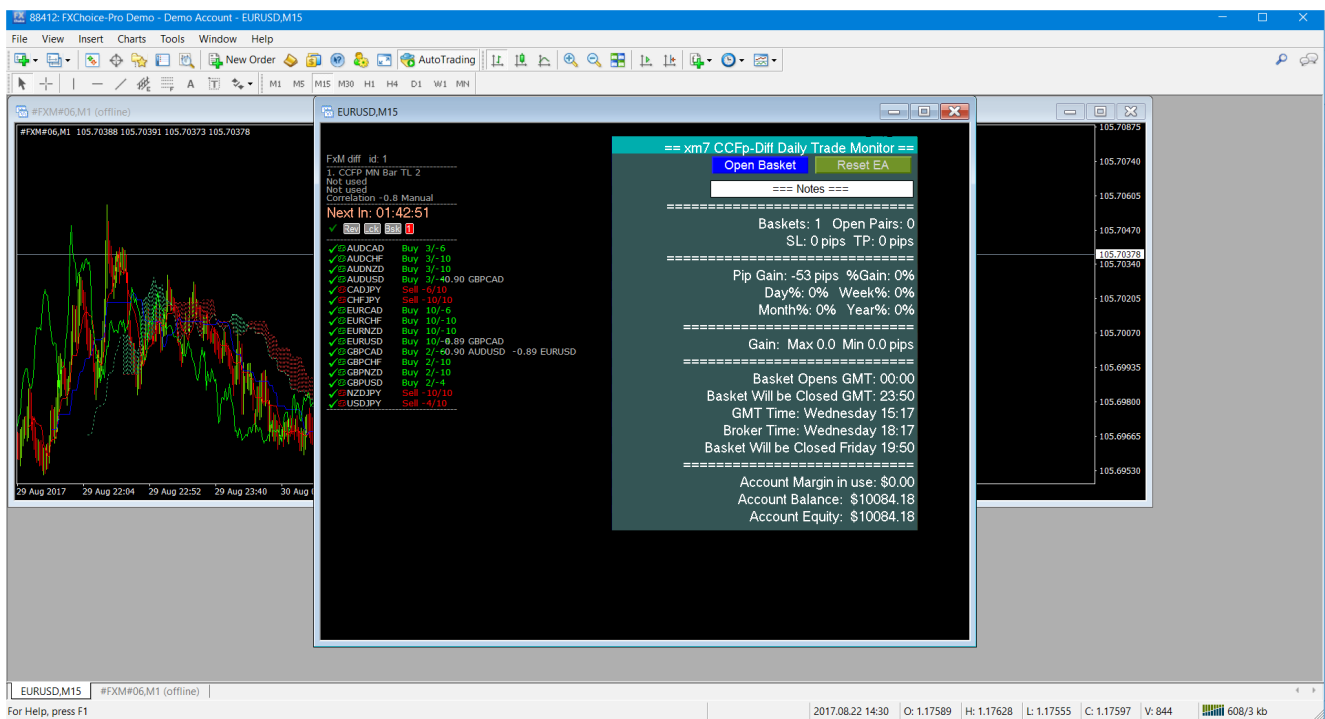 88412: FXChoice-Pro Demo - Demo Account - EURUSD,M15
File View Insert Charts Tools Window Help
New Order AutoTrading
A T M1 M5 M15 M30 H1 H4 D1 W1 MN
#FXM#06,M1 (offline)
#FXM#06,M1 105.70388 105.70391 105.70373 105.70378
29 Aug 2017 29 Aug 22:04 29 Aug 22:52 29 Aug 23:40 30 Aug
EURUSD,M15
FxM diff id: 1
1. CCFP MN Bar TL 2
Not used
Not used
Correlation -0.8 Manual
Next In: 01:42:51
Rev Lck Bsk 1
AUDCAD Buy 3/-6
AUDCHF Buy 3/-10
AUDNZD Buy 3/-10
AUDUSD Buy 3/-40.90 GBPCAD
CADJPY Sell -6/10
CHFJPY Sell -10/10
EURCAD Buy 10/-6
EURCHF Buy 10/-10
EURNZD Buy 10/-10
EURUSD Buy 10/-0.89 GBPCAD
GBPCAD Buy 2/-60.90 AUDUSD -0.89 EURUSD
GBPCHF Buy 2/-10
GBPNZD Buy 2/-10
GBPUSD Buy 2/-4
NZDJPY Sell -10/10
USDJPY Sell -4/10
== xm7 CCFp-Diff Daily Trade Monitor ==
Open Basket Reset EA
=== Notes ===
============================
Baskets: 1 Open Pairs: 0
SL: 0 pips TP: 0 pips
============================
Pip Gain: -53 pips %Gain: 0%
Day%: 0% Week%: 0%
Month%: 0% Year%: 0%
==========================
Gain: Max 0.0 Min 0.0 pips
==========================
Basket Opens GMT: 00:00
Basket Will be Closed GMT: 23:50
GMT Time: Wednesday 15:17
Broker Time: Wednesday 18:17
Basket Will be Closed Friday 19:50
==========================
Account Margin in use: $0.00
Account Balance: $10084.18
Account Equity: $10084.18
105.70875
105.70740
105.70605
105.70470
105.70378
105.70340
105.70205
105.70070
105.69935
105.69800
105.69665
105.69530
EURUSD,M15 #FXM#06,M1 (offline)
For Help, press F1 2017.08.22 14:30 O: 1.17589 H: 1.17628 L: 1.17555 C: 1.17597 V: 844 608/3 kb